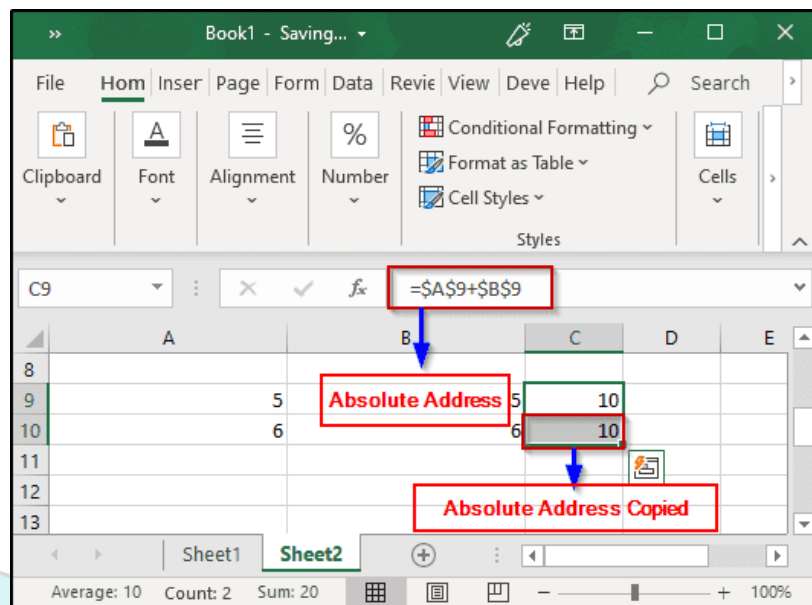 » Book1 - Saving...
File Hom Inser Page Form Data Revie View Deve Help Search
Clipboard
A
Font
Alignment
%
Number
Conditional Formatting
Format as Table
Cell Styles
Styles
Cells
C9 fx =$A$9+$B$9
A B C D E
8
9 5 Absolute Address 5 10
10 6 6 10
11
12 Absolute Address Copied
13
Sheet1 Sheet2
Average: 10 Count: 2 Sum: 20 100%